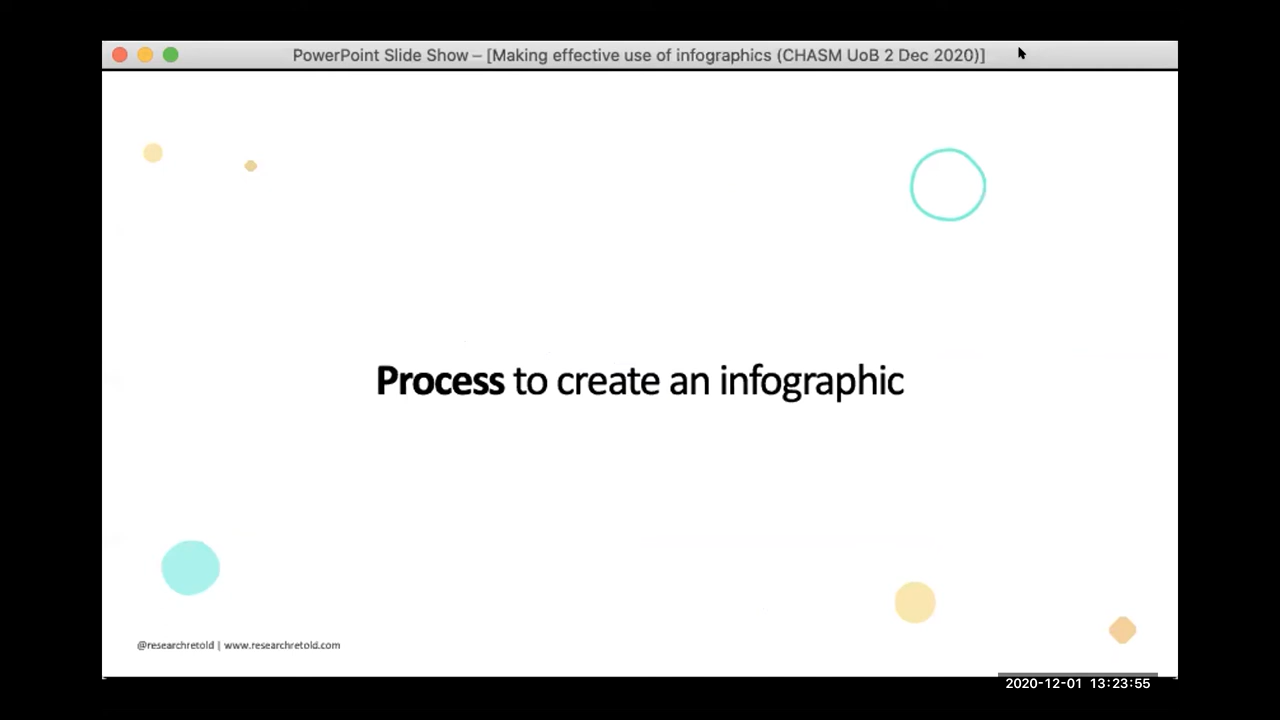 PowerPoint Slide Show – [Making effective use of infographics (CHASM UoB 2 Dec 2020)]
Process to create an infographic
@researchretold | www.researchretold.com
2020-12-01 13:23:55